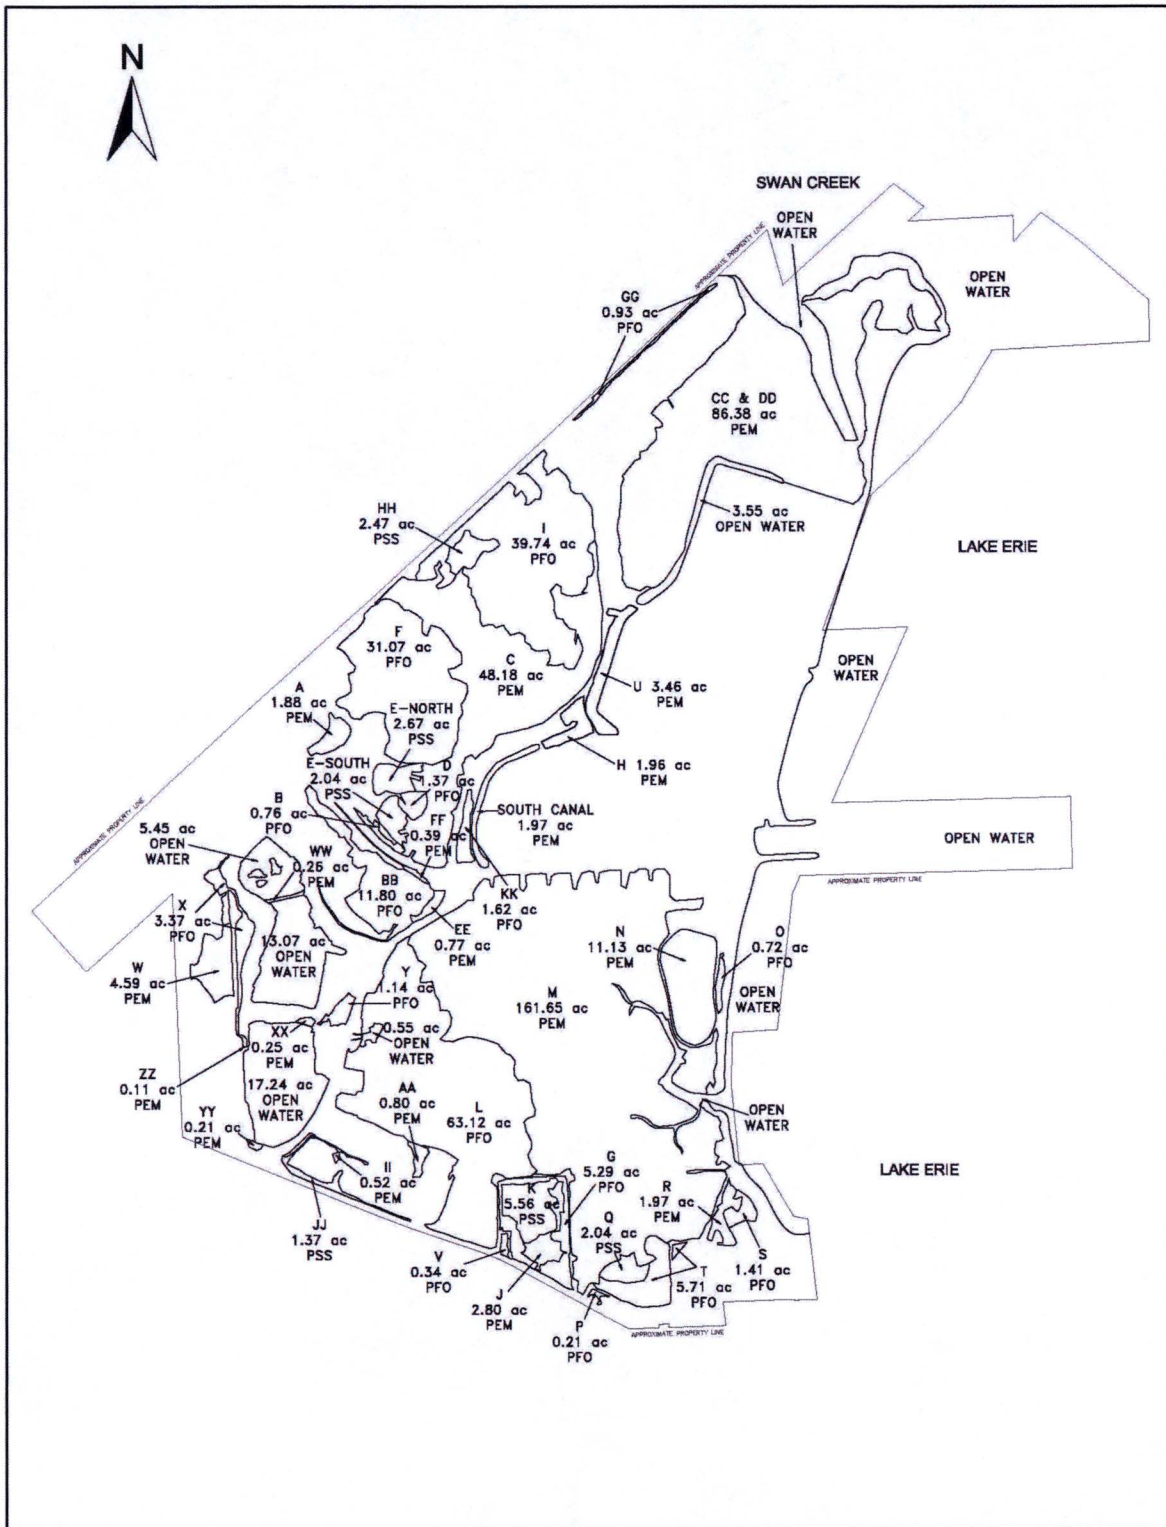 N
SWAN CREEK
OPEN
WATER
APPROXIMATE PROPERTY LINE
OPEN
WATER
GG
0.93 ac
PFO
CC & DD
86.38 ac
PEM
HH
2.47 ac
PSS
I
39.74 ac
PFO
3.55 ac
OPEN WATER
LAKE ERIE
F
31.07 ac
PFO
C
48.18 ac
PEM
OPEN
WATER
A
1.88 ac
PEM
U 3.46 ac
PEM
E-NORTH
2.67 ac
PSS
E-SOUTH
2.04 ac
PSS
D
1.37 ac
PFO
H 1.96 ac
PEM
B
0.76 ac
PFO
FF
0.39 ac
PEM
SOUTH CANAL
1.97 ac
PEM
APPROXIMATE PROPERTY LINE
5.45 ac
OPEN
WATER
OPEN WATER
WW
0.26 ac
PEM
BB
11.80 ac
PFO
KK
1.62 ac
PFO
APPROXIMATE PROPERTY LINE
X
3.37 ac
PFO
EE
0.77 ac
PEM
N
11.13 ac
PEM
O
0.72 ac
PFO
13.07 ac
OPEN
WATER
W
4.59 ac
PEM
Y
1.14 ac
PFO
M
161.65 ac
PEM
OPEN
WATER
0.55 ac
OPEN
WATER
XX
0.25 ac
PEM
ZZ
0.11 ac
PEM
17.24 ac
OPEN
WATER
AA
0.80 ac
PEM
L
63.12 ac
PFO
OPEN
WATER
YY
0.21 ac
PEM
G
5.29 ac
PFO
LAKE ERIE
II
0.52 ac
PEM
K
5.56 ac
PSS
R
1.97 ac
PEM
Q
2.04 ac
PSS
JJ
1.37 ac
PSS
V
0.34 ac
PFO
S
1.41 ac
PFO
T
5.71 ac
PFO
J
2.80 ac
PEM
P
0.21 ac
PFO
APPROXIMATE PROPERTY LINE